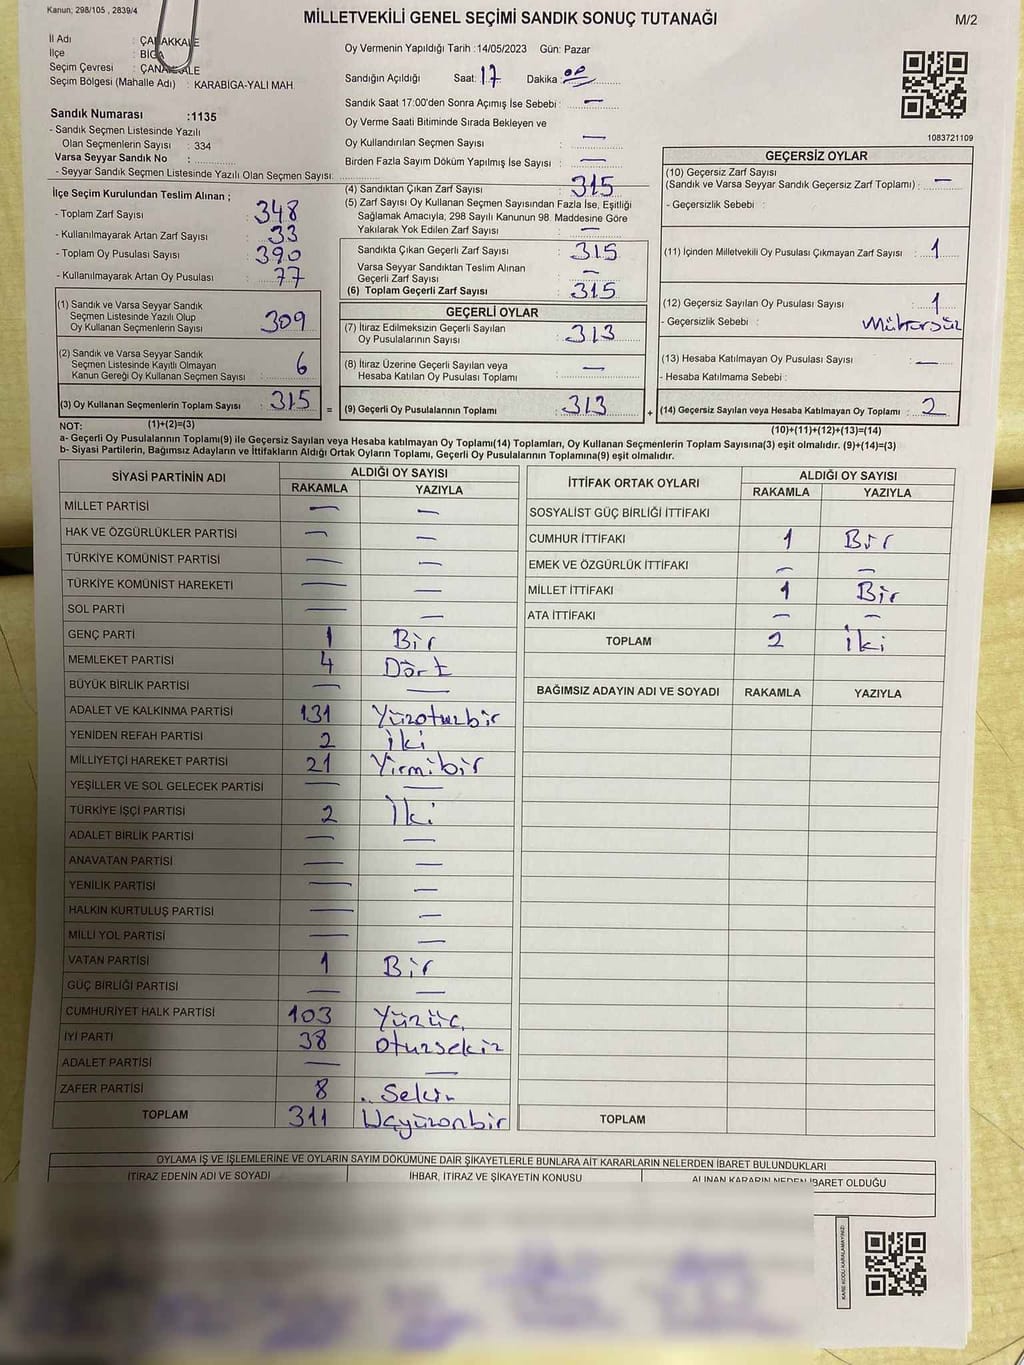 Kanun; 298/105 , 2839/4
MİLLETVEKİLİ GENEL SEÇİMİ SANDIK SONUÇ TUTANAĞI
M/2
İl Adı : ÇANAKKALE
İlçe : BİGA
Seçim Çevresi : ÇANAKKALE
Seçim Bölgesi (Mahalle Adı) : KARABİGA-YALI MAH.
Sandık Numarası :1135
- Sandık Seçmen Listesinde Yazılı
Olan Seçmenlerin Sayısı : 334
Varsa Seyyar Sandık No :
- Seyyar Sandık Seçmen Listesinde Yazılı Olan Seçmen Sayısı:
Oy Vermenin Yapıldığı Tarih :14/05/2023 Gün: Pazar
Sandığın Açıldığı Saat: 17 Dakika: 00
Sandık Saat 17:00'den Sonra Açımış İse Sebebi : —
Oy Verme Saati Bitiminde Sırada Bekleyen ve
Oy Kullandırılan Seçmen Sayısı : —
Birden Fazla Sayım Döküm Yapılmış İse Sayısı : —
1083721109
İlçe Seçim Kurulundan Teslim Alınan ;
- Toplam Zarf Sayısı : 348
- Kullanılmayarak Artan Zarf Sayısı : 33
- Toplam Oy Pusulası Sayısı : 390
- Kullanılmayarak Artan Oy Pusulası : 77
(1) Sandık ve Varsa Seyyar Sandık
Seçmen Listesinde Yazılı Olup
Oy Kullanan Seçmenlerin Sayısı : 309
(2) Sandık ve Varsa Seyyar Sandık
Seçmen Listesinde Kayıtlı Olmayan
Kanun Gereği Oy Kullanan Seçmen Sayısı : 6
(3) Oy Kullanan Seçmenlerin Toplam Sayısı : 315 =
(4) Sandıktan Çıkan Zarf Sayısı : 315
(5) Zarf Sayısı Oy Kullanan Seçmen Sayısından Fazla İse, Eşitliği
Sağlamak Amacıyla, 298 Sayılı Kanunun 98. Maddesine Göre
Yakılarak Yok Edilen Zarf Sayısı : —
Sandıkta Çıkan Geçerli Zarf Sayısı : 315
Varsa Seyyar Sandıktan Teslim Alınan
Geçerli Zarf Sayısı : —
(6) Toplam Geçerli Zarf Sayısı : 315
GEÇERLİ OYLAR
(7) İtiraz Edilmeksizin Geçerli Sayılan
Oy Pusulalarının Sayısı : 313
(8) İtiraz Üzerine Geçerli Sayılan veya
Hesaba Katılan Oy Pusulası Toplamı : —
(9) Geçerli Oy Pusulalarının Toplamı : 313 +
GEÇERSİZ OYLAR
(10) Geçersiz Zarf Sayısı
(Sandık ve Varsa Seyyar Sandık Geçersiz Zarf Toplamı) : —
- Geçersizlik Sebebi :
(11) İçinden Milletvekili Oy Pusulası Çıkmayan Zarf Sayısı : 1
(12) Geçersiz Sayılan Oy Pusulası Sayısı : 1
- Geçersizlik Sebebi : Mühürsüz
(13) Hesaba Katılmayan Oy Pusulası Sayısı : —
- Hesaba Katılmama Sebebi :
(14) Geçersiz Sayılan veya Hesaba Katılmayan Oy Toplamı : 2
NOT: (1)+(2)=(3)
(10)+(11)+(12)+(13)=(14)
a- Geçerli Oy Pusulalarının Toplamı(9) ile Geçersiz Sayılan veya Hesaba katılmayan Oy Toplamı(14) Toplamları, Oy Kullanan Seçmenlerin Toplam Sayısına(3) eşit olmalıdır. (9)+(14)=(3)
b- Siyasi Partilerin, Bağımsız Adayların ve İttifakların Aldığı Ortak Oyların Toplamı, Geçerli Oy Pusulalarının Toplamına(9) eşit olmalıdır.
SİYASİ PARTİNİN ADI
ALDIĞI OY SAYISI
RAKAMLA YAZIYLA
MİLLET PARTİSİ — —
HAK VE ÖZGÜRLÜKLER PARTİSİ — —
TÜRKİYE KOMÜNİST PARTİSİ — —
TÜRKİYE KOMÜNİST HAREKETİ — —
SOL PARTİ — —
GENÇ PARTİ 1 Bir
MEMLEKET PARTİSİ 4 Dört
BÜYÜK BİRLİK PARTİSİ — —
ADALET VE KALKINMA PARTİSİ 131 Yüzotuzbir
YENİDEN REFAH PARTİSİ 2 İki
MİLLİYETÇİ HAREKET PARTİSİ 21 Yirmibir
YEŞİLLER VE SOL GELECEK PARTİSİ — —
TÜRKİYE İŞÇİ PARTİSİ 2 İki
ADALET BİRLİK PARTİSİ — —
ANAVATAN PARTİSİ — —
YENİLİK PARTİSİ — —
HALKIN KURTULUŞ PARTİSİ — —
MİLLİ YOL PARTİSİ — —
VATAN PARTİSİ 1 Bir
GÜÇ BİRLİĞİ PARTİSİ — —
CUMHURİYET HALK PARTİSİ 103 Yüzüç
İYİ PARTİ 38 Otuzsekiz
ADALET PARTİSİ — —
ZAFER PARTİSİ 8 Sekiz
TOPLAM 311 Üçyüzonbir
İTTİFAK ORTAK OYLARI
ALDIĞI OY SAYISI
RAKAMLA YAZIYLA
SOSYALİST GÜÇ BİRLİĞİ İTTİFAKI
CUMHUR İTTİFAKI 1 Bir
EMEK VE ÖZGÜRLÜK İTTİFAKI — —
MİLLET İTTİFAKI 1 Bir
ATA İTTİFAKI — —
TOPLAM 2 İki
BAĞIMSIZ ADAYIN ADI VE SOYADI RAKAMLA YAZIYLA
TOPLAM
OYLAMA İŞ VE İŞLEMLERİNE VE OYLARIN SAYIM DÖKÜMÜNE DAİR ŞİKAYETLERLE BUNLARA AİT KARARLARIN NELERDEN İBARET BULUNDUKLARI
İTİRAZ EDENİN ADI VE SOYADI
İHBAR, İTİRAZ VE ŞİKAYETİN KONUSU
ALINAN KARARIN NEDEN İBARET OLDUĞU
KARE KODU KARALAMAYINIZ!